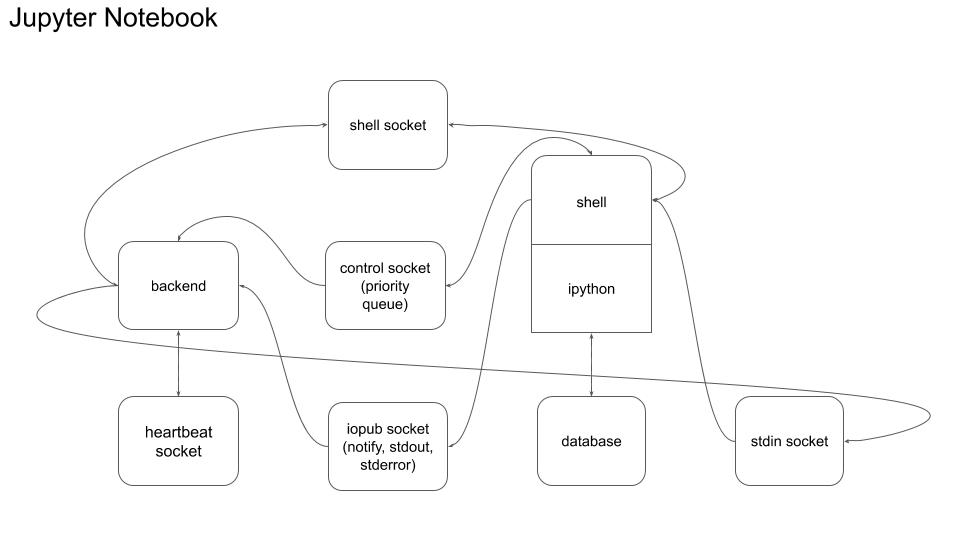 Jupyter Notebook
shell socket
shell
backend
control socket
(priority
queue)
ipython
heartbeat
socket
iopub socket
(notify, stdout,
stderror)
database
stdin socket